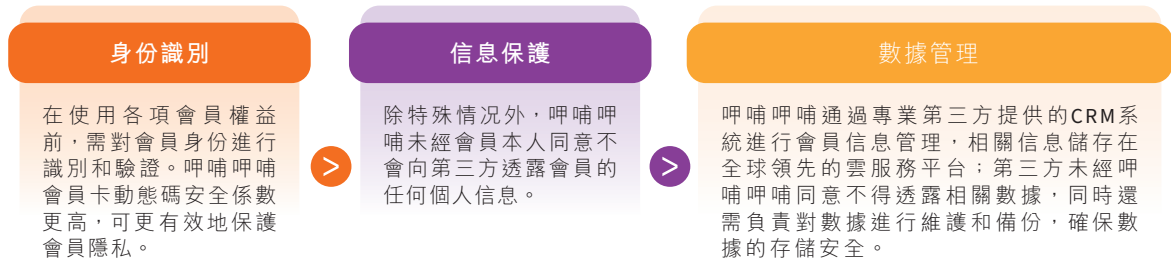 身份識別
在使用各項會員權益
前，需對會員身份進行
識別和驗證。呷哺呷哺
會員卡動態碼安全係數
更高，可更有效地保護
會員隱私。
>
信息保護
除特殊情況外，呷哺呷
哺未經會員本人同意不
會向第三方透露會員的
任何個人信息。
>
數據管理
呷哺呷哺通過專業第三方提供的CRM系
統進行會員信息管理，相關信息儲存在
全球領先的雲服務平台；第三方未經呷
哺呷哺同意不得透露相關數據，同時還
需負責對數據進行維護和備份，確保數
據的存儲安全。